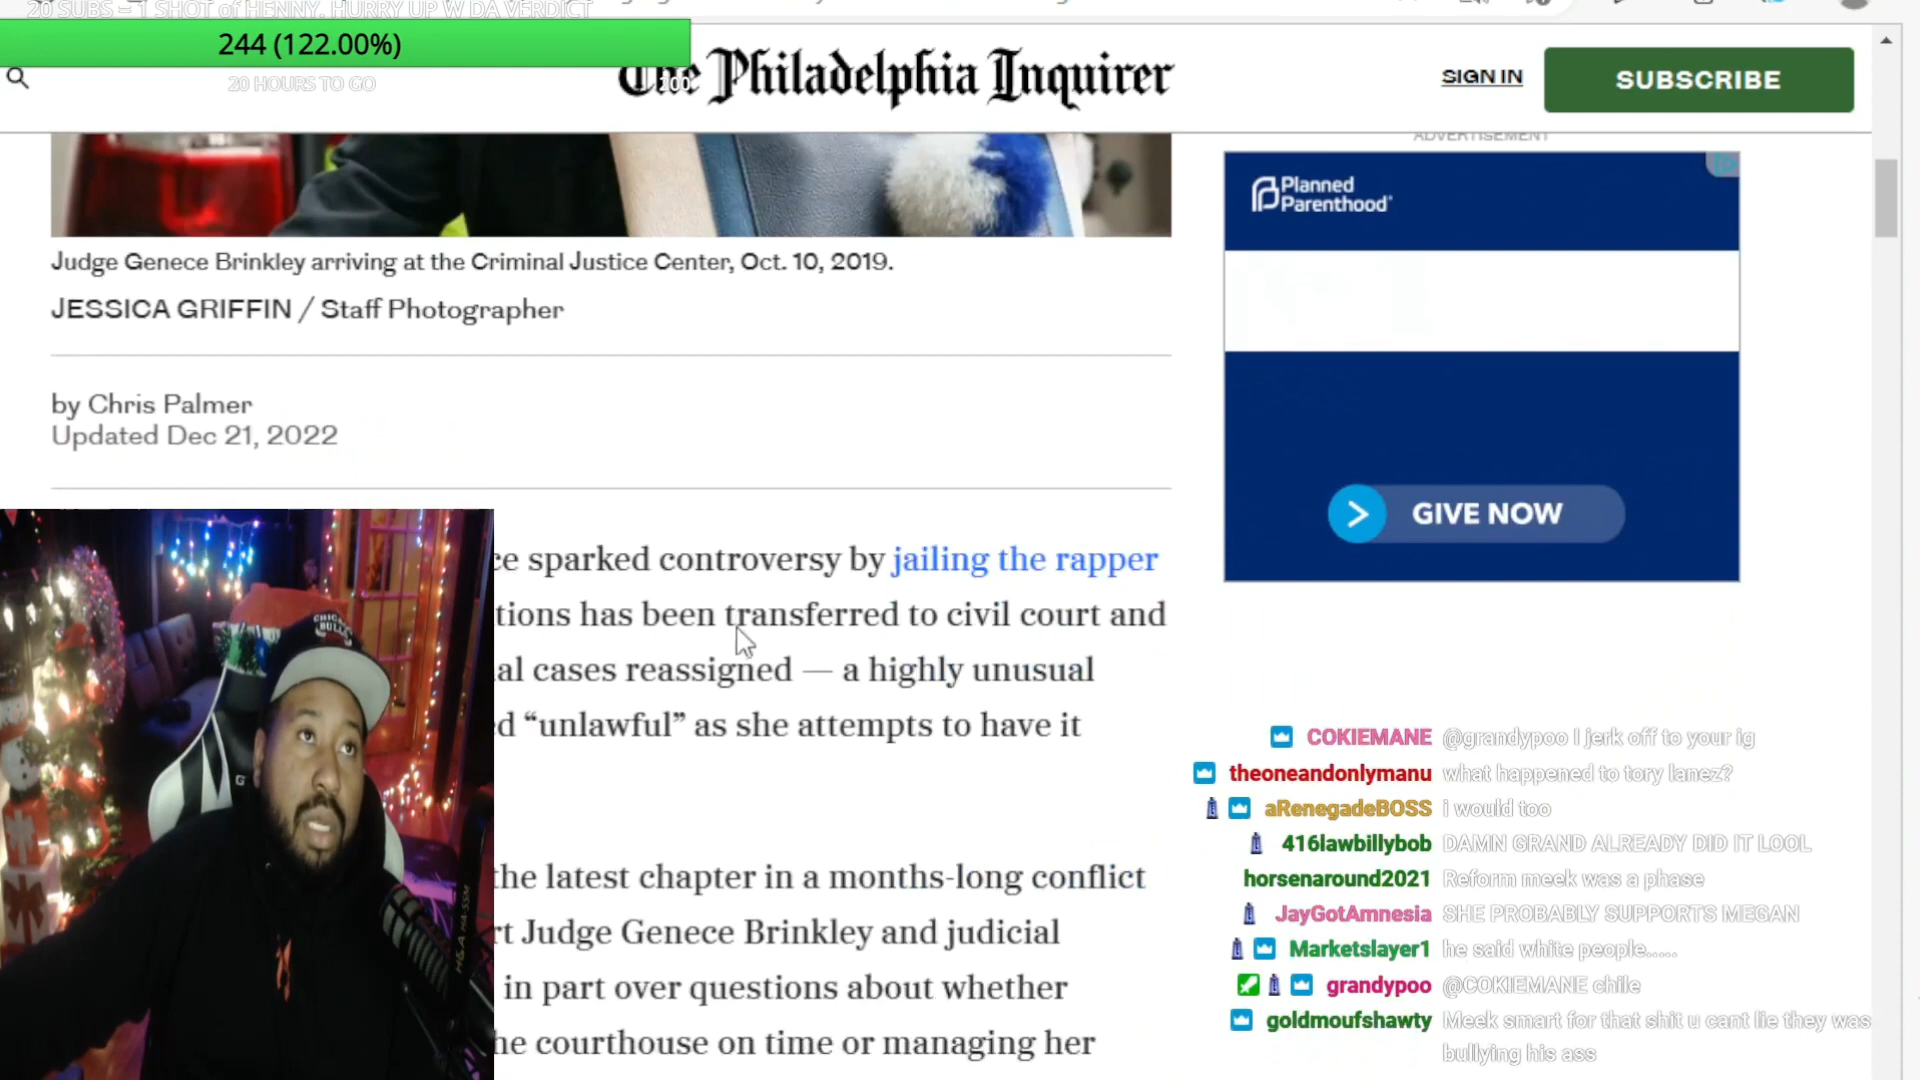 20 SUBS = 1 SHOT of HENNY. HURRY UP W DA VERDICT
244 (122.00%)
20 HOURS TO GO
200
The Philadelphia Inquirer
SIGN IN
SUBSCRIBE
ADVERTISEMENT
Planned
Parenthood
GIVE NOW
Judge Genece Brinkley arriving at the Criminal Justice Center, Oct. 10, 2019.
JESSICA GRIFFIN / Staff Photographer
by Chris Palmer
Updated Dec 21, 2022
ce sparked controversy by jailing the rapper
tions has been transferred to civil court and
al cases reassigned — a highly unusual
d “unlawful” as she attempts to have it
the latest chapter in a months-long conflict
rt Judge Genece Brinkley and judicial
in part over questions about whether
he courthouse on time or managing her
CHICAGO
BULLS
COKIEMANE @grandypoo I jerk off to your ig
theoneandonlymanu what happened to tory lanez?
aRenegadeBOSS i would too
416lawbillybob DAMN GRAND ALREADY DID IT LOOL
horsenaround2021 Reform meek was a phase
JayGotAmnesia SHE PROBABLY SUPPORTS MEGAN
Marketslayer1 he said white people.....
grandypoo @COKIEMANE chile
goldmoufshawty Meek smart for that shit u cant lie they was
bullying his ass